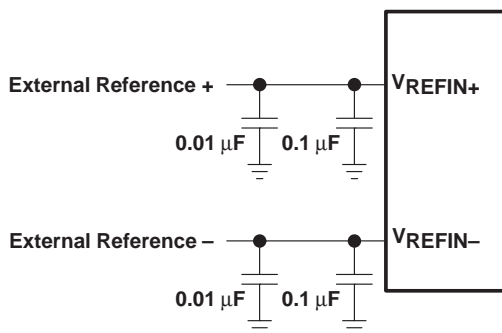 External Reference +
VREFIN+
0.01 μF
0.1 μF
External Reference –
VREFIN–
0.01 μF
0.1 μF